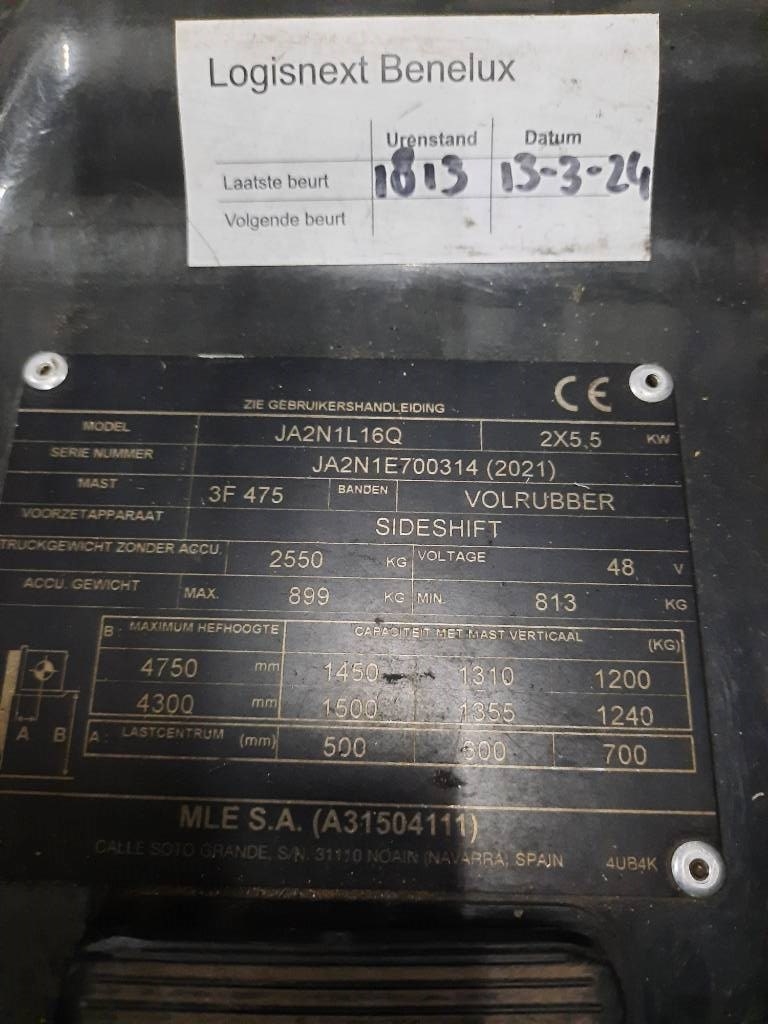 Logisnext Benelux
Urenstand Datum
Laatste beurt 1813 13-3-24
Volgende beurt
ZIE GEBRUIKERSHANDLEIDING CE
MODEL JA2N1L16Q 2X5.5 KW
SERIE NUMMER JA2N1E700314 (2021)
MAST 3F 475 BANDEN VOLRUBBER
VOORZETAPPARAAT SIDESHIFT
TRUCKGEWICHT ZONDER ACCU. 2550 KG VOLTAGE 48 V
ACCU. GEWICHT MAX. 899 KG MIN. 813 KG
B: MAXIMUM HEFHOOGTE CAPACITEIT MET MAST VERTICAAL (KG)
4750 mm 1450 1310 1200
4300 mm 1500 1355 1240
A B A: LASTCENTRUM (mm) 500 600 700
MLE S.A. (A31504111)
CALLE SOTO GRANDE, S/N. 31110 NOAIN (NAVARRA) SPAIN 4UB4K